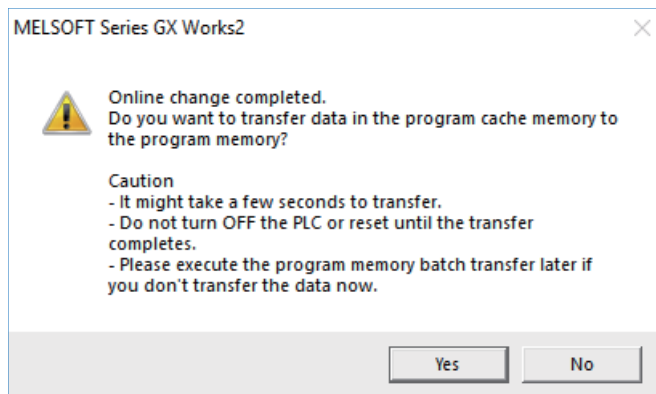 MELSOFT Series GX Works2
Online change completed.
Do you want to transfer data in the program cache memory to
the program memory?
Caution
- It might take a few seconds to transfer.
- Do not turn OFF the PLC or reset until the transfer
completes.
- Please execute the program memory batch transfer later if
you don't transfer the data now.
Yes
No